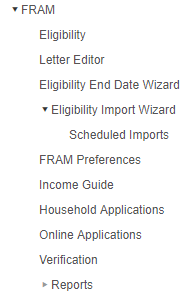 FRAM
Eligibility
Letter Editor
Eligibility End Date Wizard
Eligibility Import Wizard
Scheduled Imports
FRAM Preferences
Income Guide
Household Applications
Online Applications
Verification
Reports